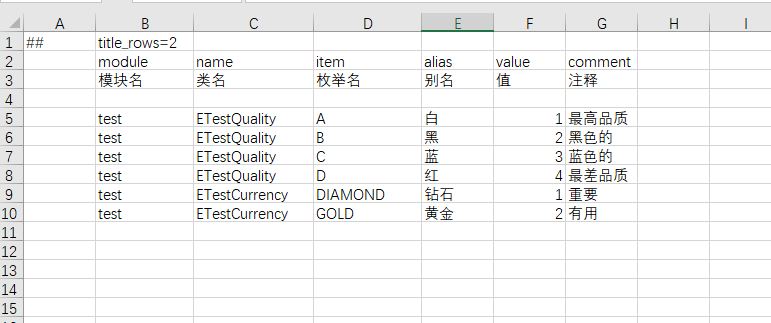 A B C D E F G H I
1 ## title_rows=2
2 module name item alias value comment
3 模块名 类名 枚举名 别名 值 注释
4
5 test ETestQuality A 白 1 最高品质
6 test ETestQuality B 黑 2 黑色的
7 test ETestQuality C 蓝 3 蓝色的
8 test ETestQuality D 红 4 最差品质
9 test ETestCurrency DIAMOND 钻石 1 重要
10 test ETestCurrency GOLD 黄金 2 有用
11
12
13
14
15